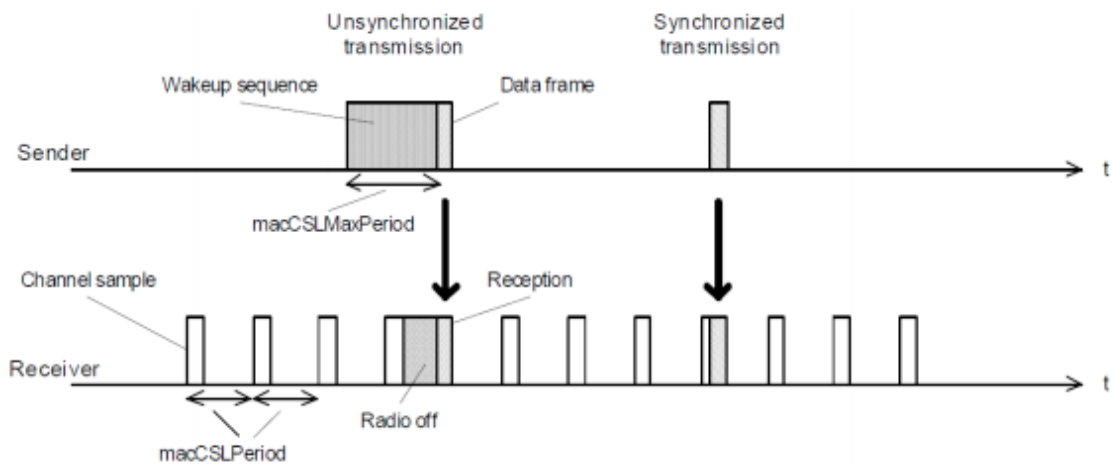 Unsynchronized
transmission
Synchronized
transmission
Wakeup sequence
Data frame
Sender
t
macCSLMaxPeriod
Channel sample
Reception
Receiver
t
Radio off
macCSLPeriod